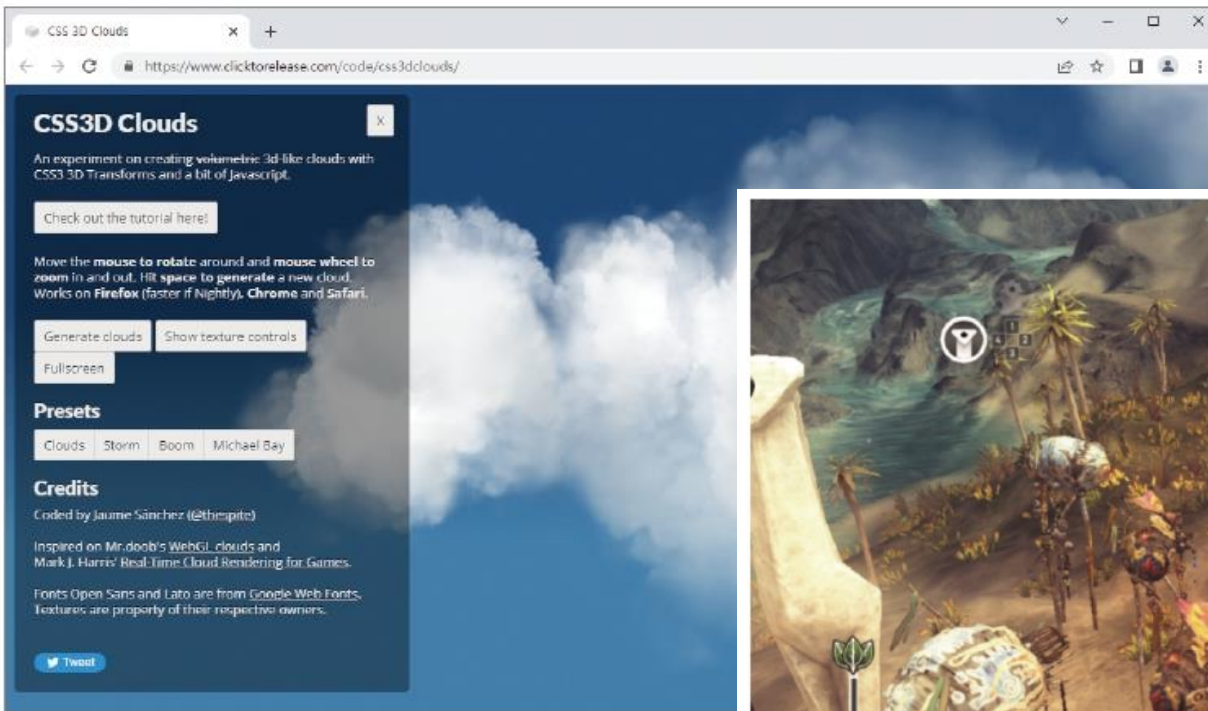 CSS 3D Clouds
https://www.clicktorelease.com/code/css3dclouds/
CSS3D Clouds
X
An experiment on creating volumetric 3d-like clouds with
CSS3 3D Transforms and a bit of Javascript.
Check out the tutorial here!
Move the mouse to rotate around and mouse wheel to
zoom in and out. Hit space to generate a new cloud.
Works on Firefox (faster if Nightly), Chrome and Safari.
Generate clouds Show texture controls
Fullscreen
Presets
Clouds Storm Boom Michael Bay
Credits
Coded by Jaume Sánchez (@thespite)
Inspired on Mr.doob's WebGL clouds and
Mark J. Harris' Real-Time Cloud Rendering for Games.
Fonts Open Sans and Lato are from Google Web Fonts.
Textures are property of their respective owners.
Tweet
1
4 2
3